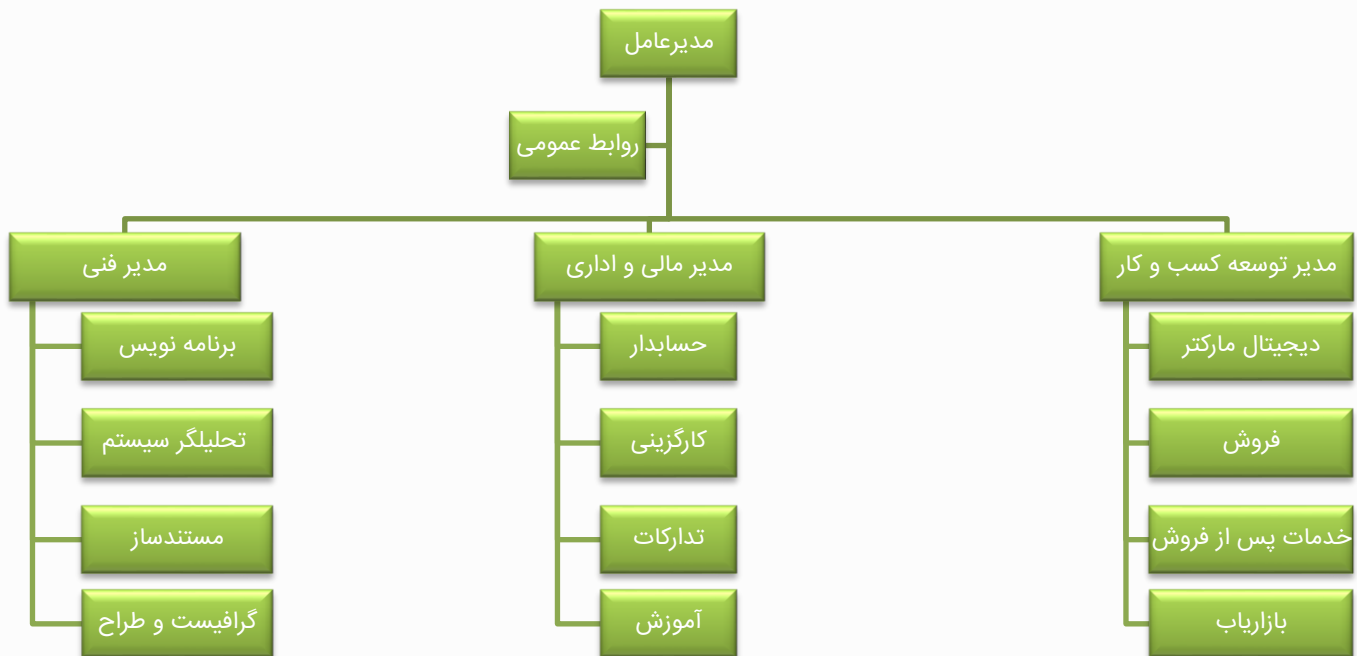 مدیرعامل
روابط عمومی
مدیر توسعه کسب و کار
دیجیتال مارکتر
فروش
خدمات پس از فروش
بازاریاب
مدیر مالی و اداری
حسابدار
کارگزینی
تدارکات
آموزش
مدیر فنی
برنامه نویس
تحلیلگر سیستم
مستندساز
گرافیست و طراح